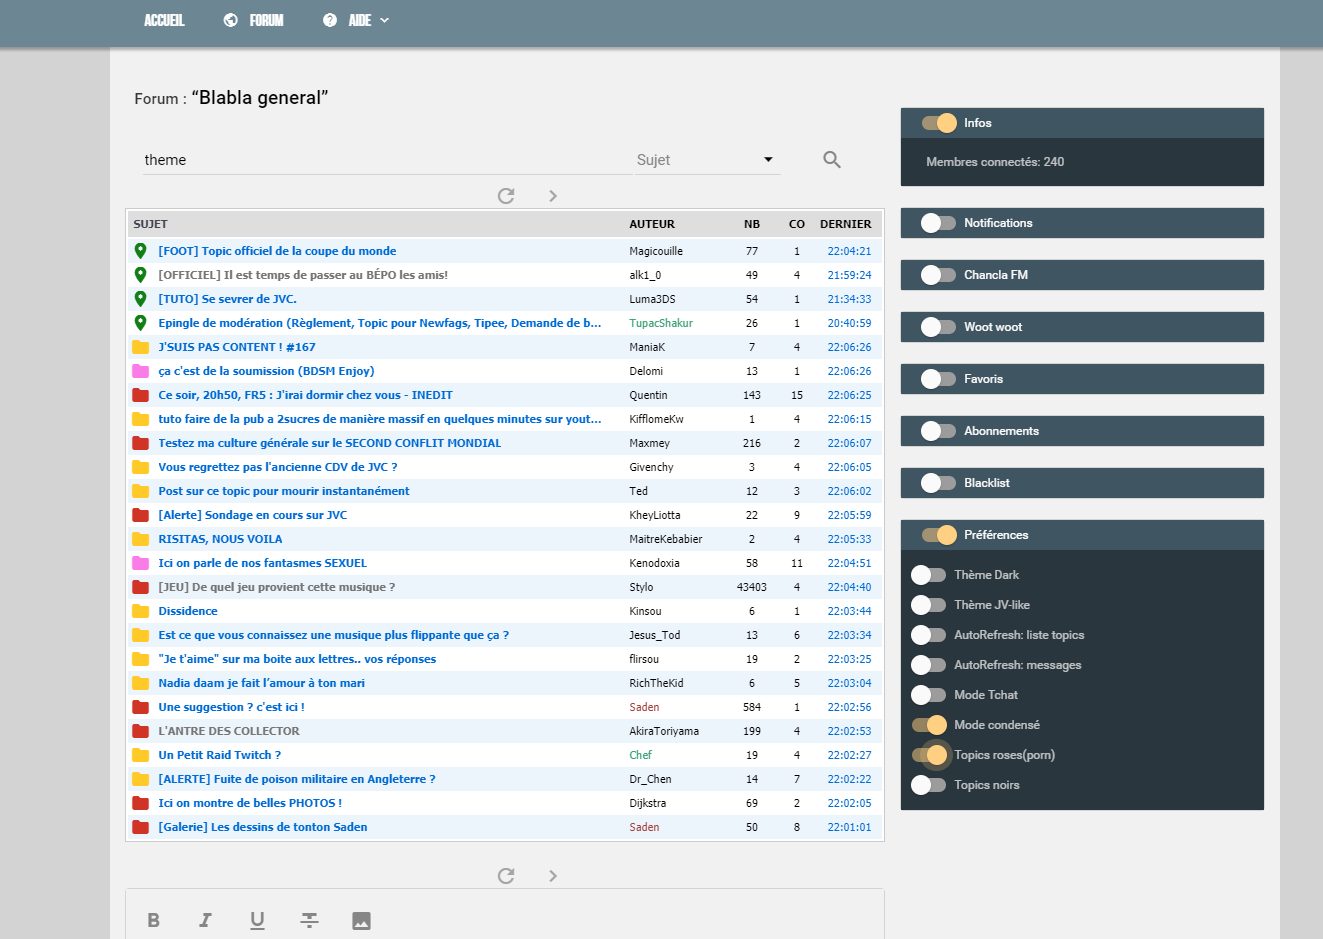 ACCUEIL FORUM AIDE
Forum : “Blabla general”
theme Sujet
SUJET AUTEUR NB CO DERNIER
[FOOT] Topic officiel de la coupe du monde Magicouille 77 1 22:04:21
[OFFICIEL] Il est temps de passer au BÉPO les amis! alk1_0 49 4 21:59:24
[TUTO] Se sevrer de JVC. Luma3DS 54 1 21:34:33
Epingle de modération (Règlement, Topic pour Newfags, Tipee, Demande de b... TupacShakur 26 1 20:40:59
J'SUIS PAS CONTENT ! #167 ManiaK 7 4 22:06:26
ça c'est de la soumission (BDSM Enjoy) Delomi 13 1 22:06:26
Ce soir, 20h50, FR5 : J'irai dormir chez vous - INEDIT Quentin 143 15 22:06:25
tuto faire de la pub a 2sucres de manière massif en quelques minutes sur yout... KifflomeKw 1 4 22:06:15
Testez ma culture générale sur le SECOND CONFLIT MONDIAL Maxmey 216 2 22:06:07
Vous regrettez pas l'ancienne CDV de JVC ? Givenchy 3 4 22:06:05
Post sur ce topic pour mourir instantanément Ted 12 3 22:06:02
[Alerte] Sondage en cours sur JVC KheyLiotta 22 9 22:05:59
RISITAS, NOUS VOILA MaitreKebabier 2 4 22:05:33
Ici on parle de nos fantasmes SEXUEL Kenodoxia 58 11 22:04:51
[JEU] De quel jeu provient cette musique ? Stylo 43403 4 22:04:40
Dissidence Kinsou 6 1 22:03:44
Est ce que vous connaissez une musique plus flippante que ça ? Jesus_Tod 13 6 22:03:34
"Je t'aime" sur ma boite aux lettres.. vos réponses flirsou 19 2 22:03:25
Nadia daam je fait l’amour à ton mari RichTheKid 6 5 22:03:04
Une suggestion ? c'est ici ! Saden 584 1 22:02:56
L'ANTRE DES COLLECTOR AkiraToriyama 199 4 22:02:53
Un Petit Raid Twitch ? Chef 19 4 22:02:27
[ALERTE] Fuite de poison militaire en Angleterre ? Dr_Chen 14 7 22:02:22
Ici on montre de belles PHOTOS ! Dijkstra 69 2 22:02:05
[Galerie] Les dessins de tonton Saden Saden 50 8 22:01:01
B I U
Infos
Membres connectés: 240
Notifications
Chancla FM
Woot woot
Favoris
Abonnements
Blacklist
Préférences
Thème Dark
Thème JV-like
AutoRefresh: liste topics
AutoRefresh: messages
Mode Tchat
Mode condensé
Topics roses(porn)
Topics noirs